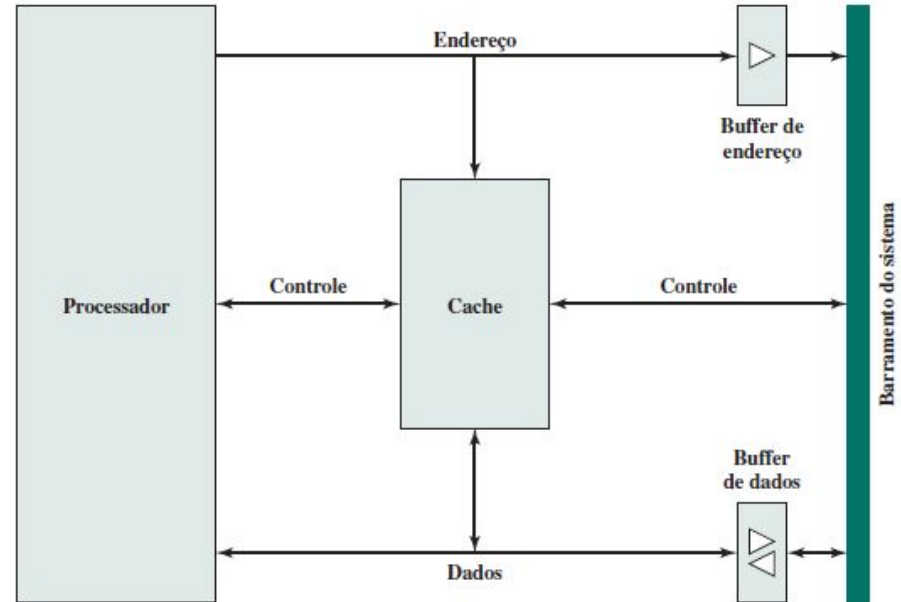 Endereço
Buffer de
endereço
Processador
Controle
Cache
Controle
Barramento do sistema
Buffer
de dados
Dados